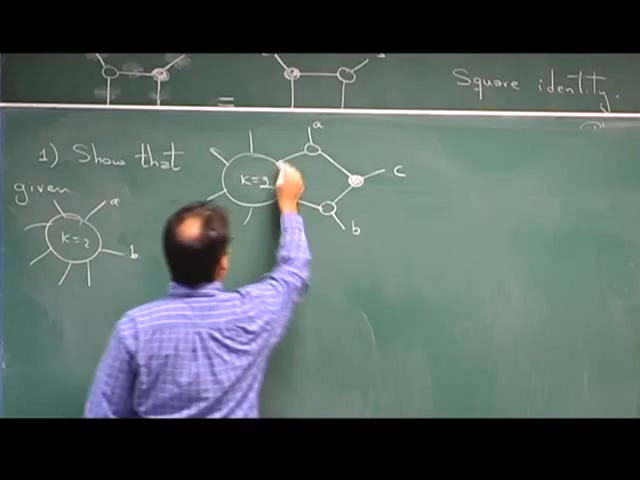 Square identity.
=
1) Show that
given
a
K=2
b
K=2
a
c
b